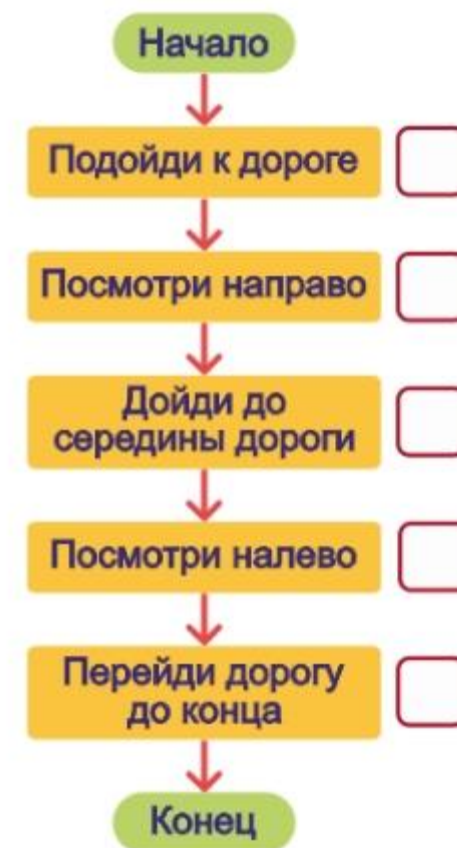 Начало
Подойди к дороге
Посмотри направо
Дойди до
середины дороги
Посмотри налево
Перейди дорогу
до конца
Конец